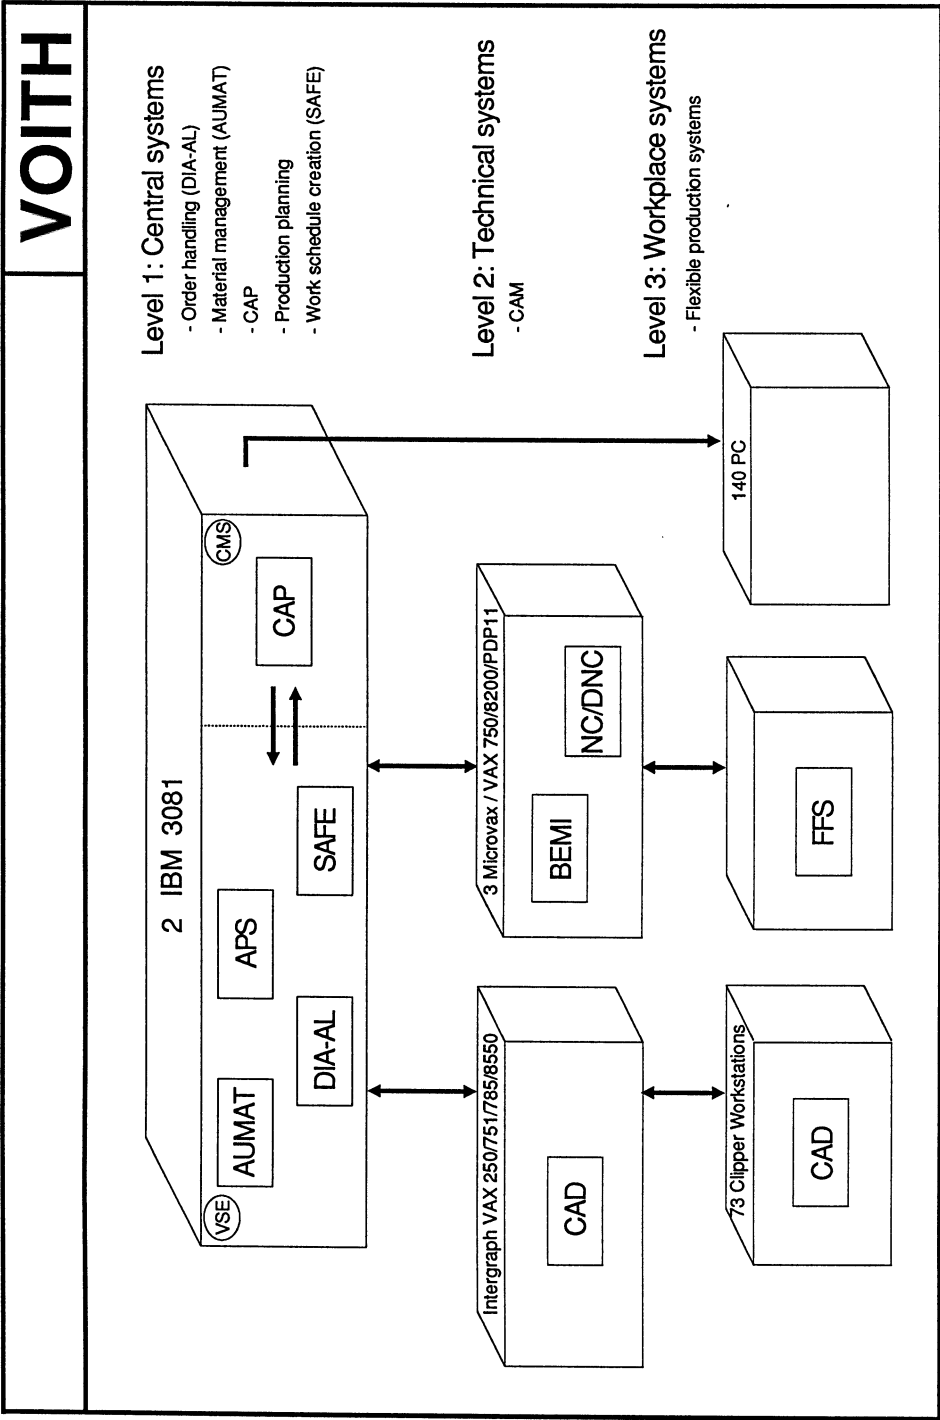 VOITH
2 IBM 3081
VSE
AUMAT
APS
DIA-AL
SAFE
CMS
CAP
Level 1: Central systems
- Order handling (DIA-AL)
- Material management (AUMAT)
- CAP
- Production planning
- Work schedule creation (SAFE)
Intergraph VAX 250/751/785/8550
CAD
3 Microvax / VAX 750/8200/PDP11
BEMI
NC/DNC
Level 2: Technical systems
- CAM
73 Clipper Workstations
CAD
FFS
140 PC
Level 3: Workplace systems
- Flexible production systems